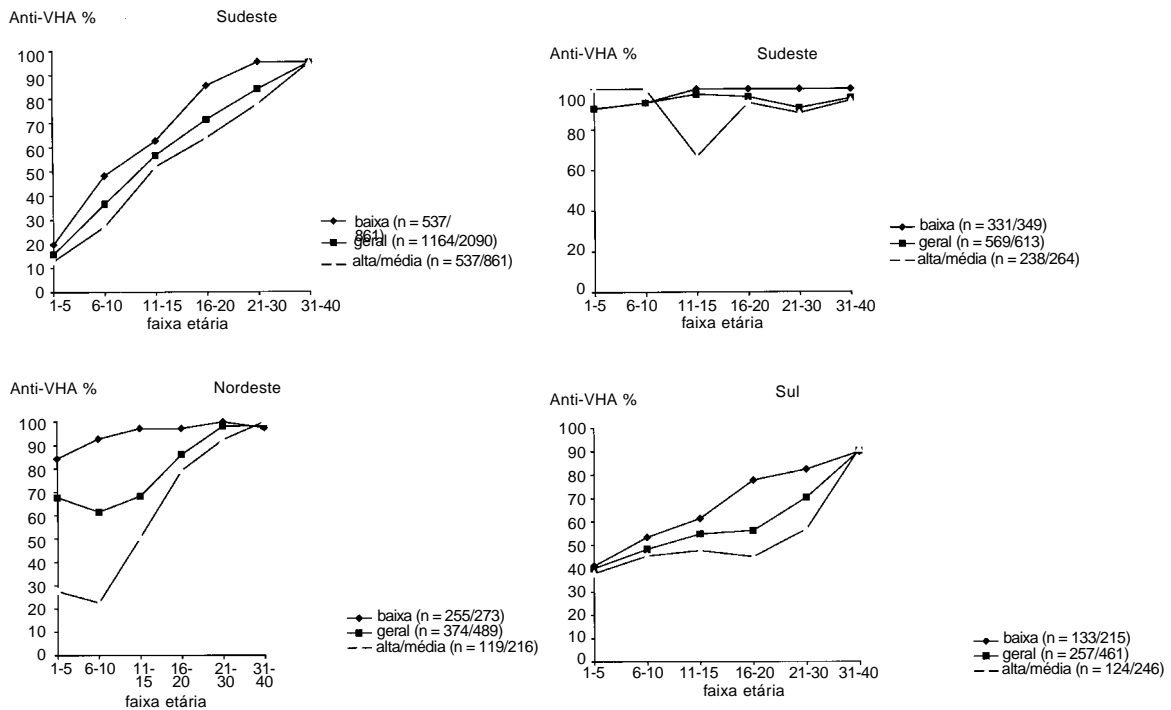 Anti-VHA %
Sudeste
100
90
80
70
60
50
40
30
20
10
0
1-5 6-10 11-15 16-20 21-30 31-40
faixa etária
baixa (n = 537/
861)
geral (n = 1164/2090)
alta/média (n = 537/861)
Anti-VHA %
Sudeste
100
80
60
40
20
0
1-5 6-10 11-15 16-20 21-30 31-40
faixa etária
baixa (n = 331/349)
geral (n = 569/613)
alta/média (n = 238/264)
Anti-VHA %
Nordeste
100
90
80
70
60
50
40
30
20
10
0
1-5 6-10 11- 16- 21- 31-
15 20 30 40
faixa etária
baixa (n = 255/273)
geral (n = 374/489)
alta/média (n = 119/216)
Anti-VHA %
Sul
100
90
80
70
60
50
40
30
20
10
0
1-5 6-10 11-15 16-20 21-30 31-40
faixa etária
baixa (n = 133/215)
geral (n = 257/461)
alta/média (n = 124/246)